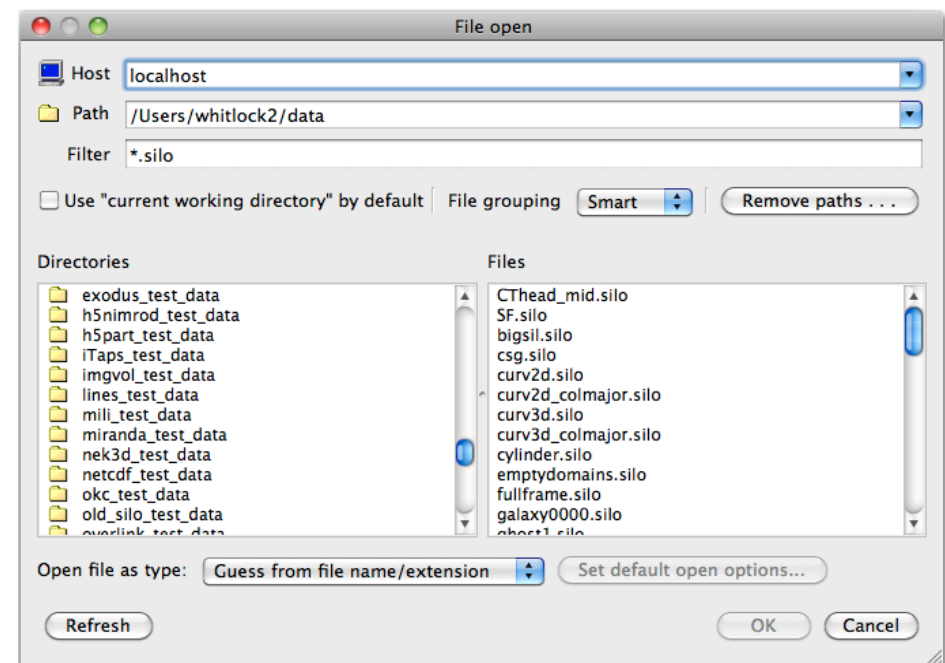 File open
Host localhost
Path /Users/whitlock2/data
Filter *.silo
Use "current working directory" by default File grouping Smart Remove paths . . .
Directories Files
exodus_test_data CThead_mid.silo
h5nimrod_test_data SF.silo
h5part_test_data bigsil.silo
iTaps_test_data csg.silo
imgvol_test_data curv2d.silo
lines_test_data curv2d_colmajor.silo
mili_test_data curv3d.silo
miranda_test_data curv3d_colmajor.silo
nek3d_test_data cylinder.silo
netcdf_test_data emptydomains.silo
okc_test_data fullframe.silo
old_silo_test_data galaxy0000.silo
overlink_test_data ghost1.silo
Open file as type: Guess from file name/extension Set default open options...
Refresh OK Cancel